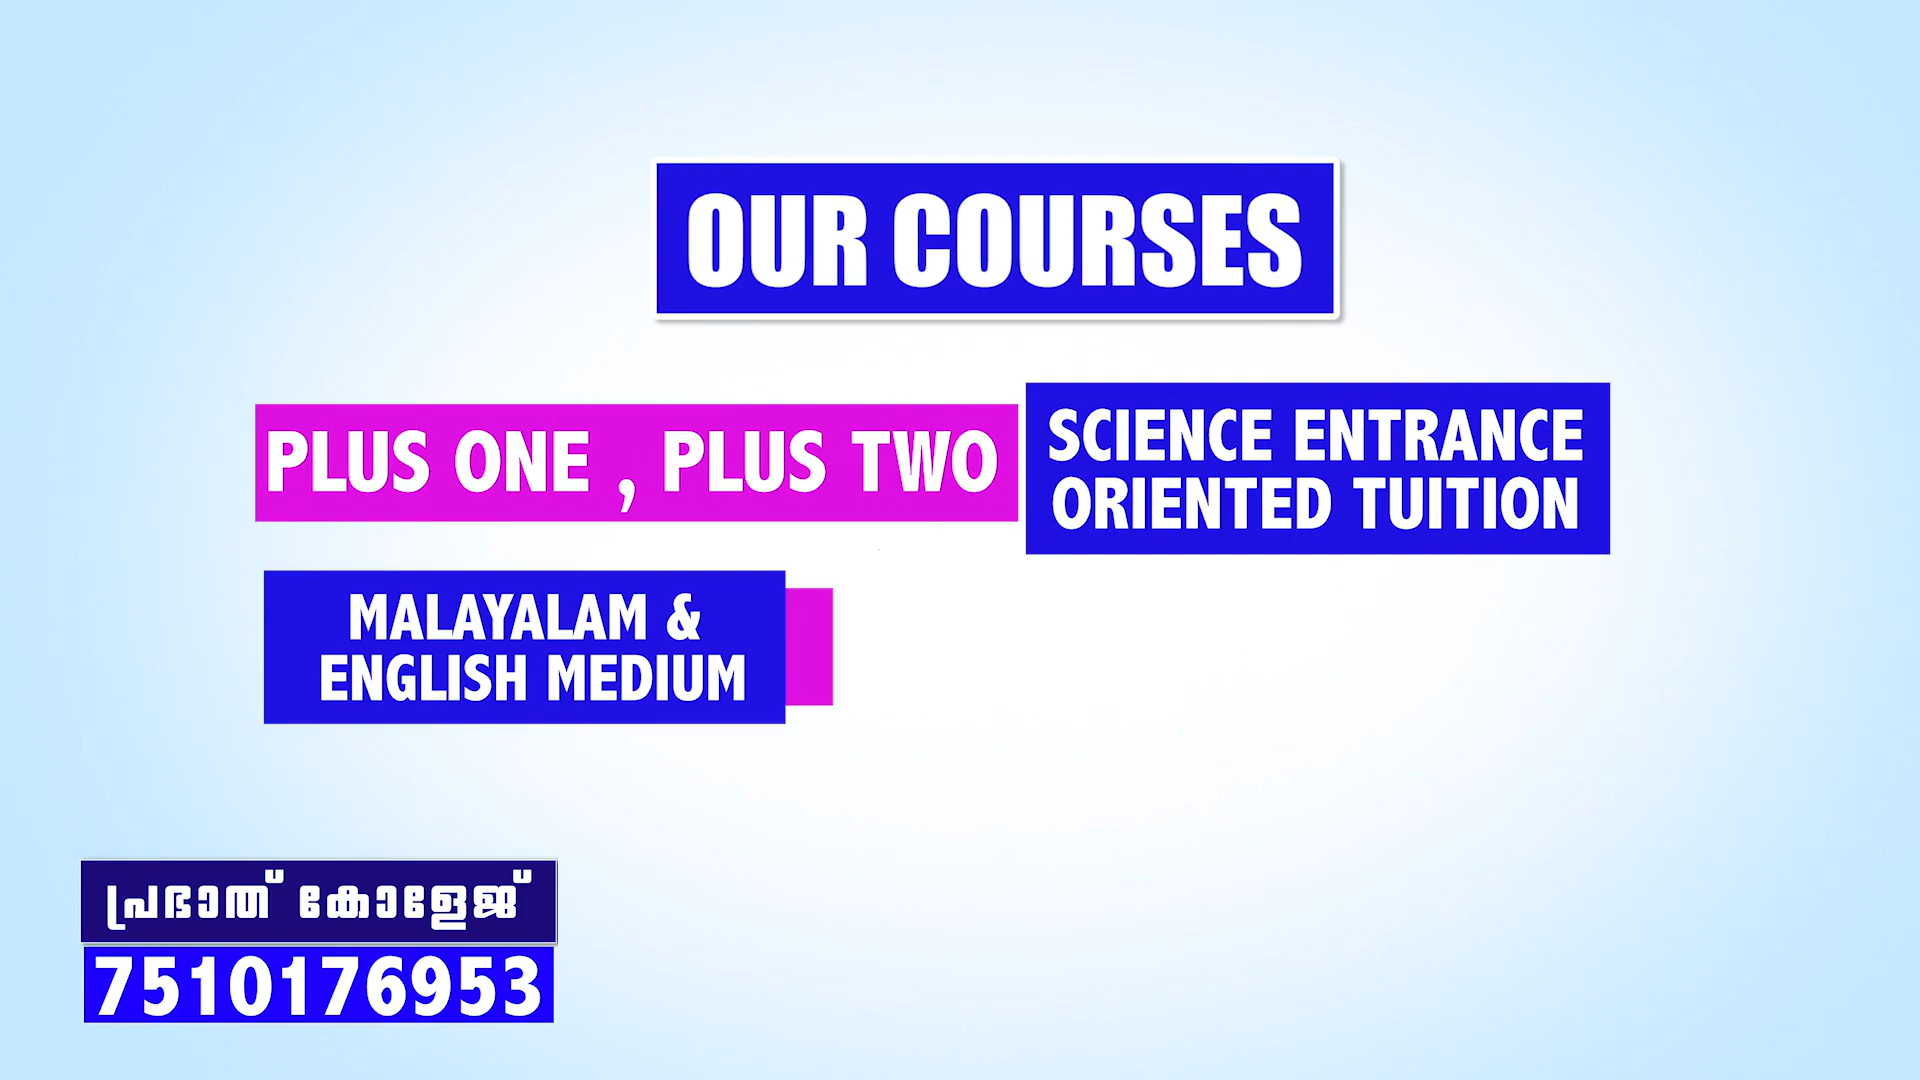 OUR COURSES
PLUS ONE , PLUS TWO
SCIENCE ENTRANCE
ORIENTED TUITION
MALAYALAM &
ENGLISH MEDIUM
പ്രഭാത് കോളേജ്
7510176953